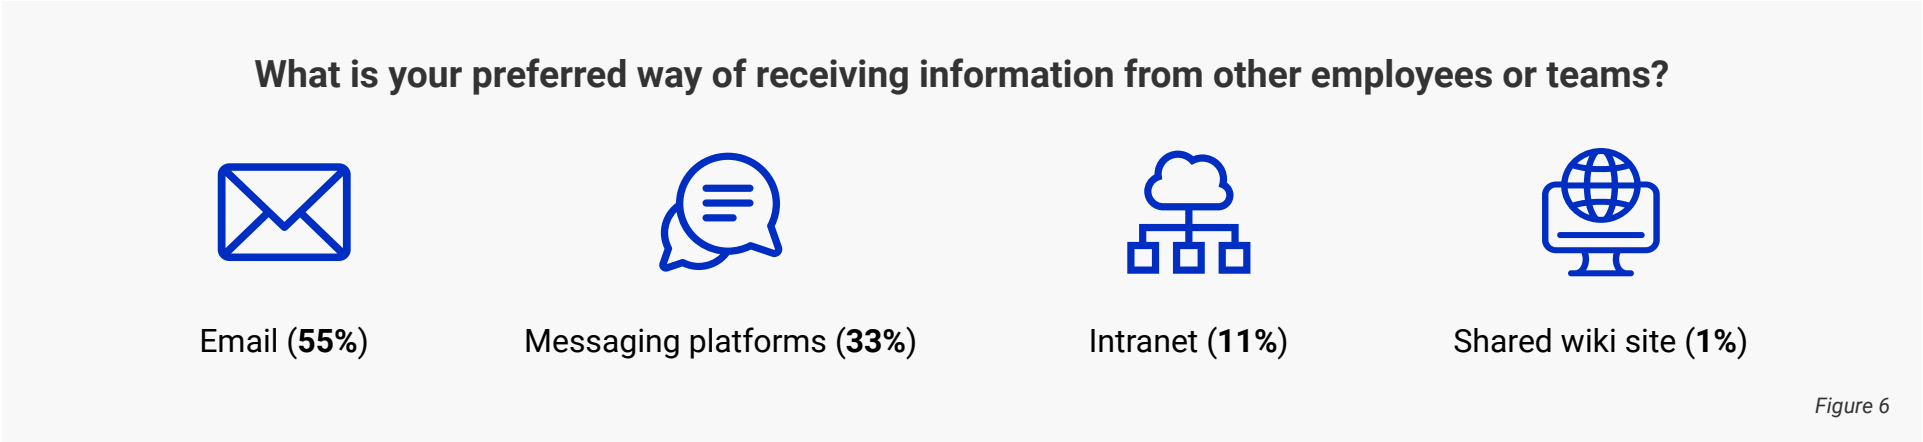 What is your preferred way of receiving information from other employees or teams?
Email (55%)
Messaging platforms (33%)
Intranet (11%)
Shared wiki site (1%)
Figure 6